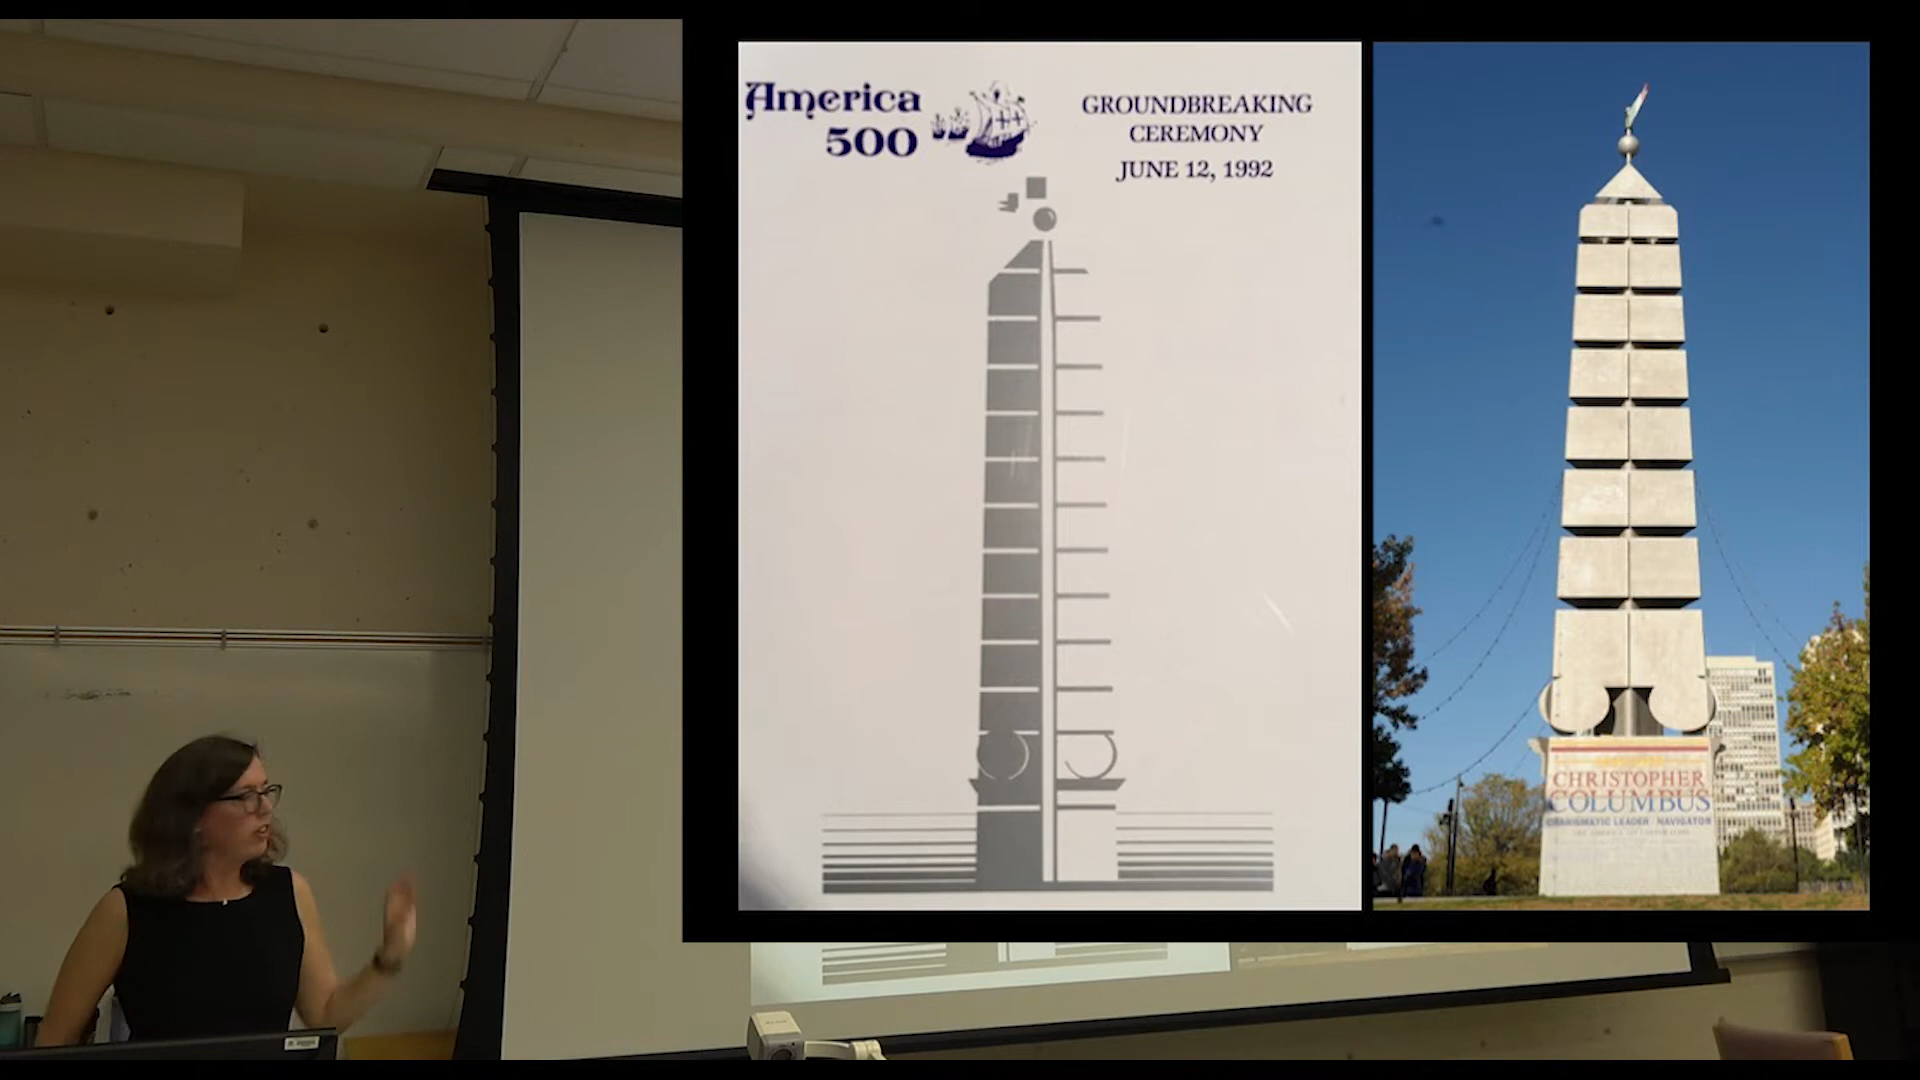 America
500
GROUNDBREAKING
CEREMONY
JUNE 12, 1992
CHRISTOPHER
COLUMBUS
CHARISMATIC LEADER NAVIGATOR